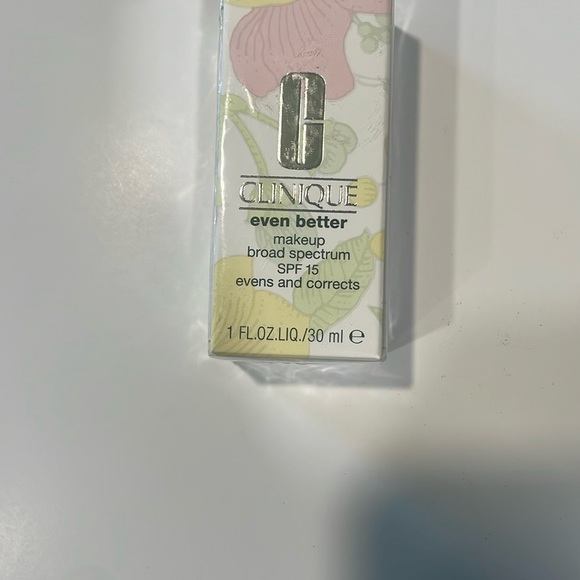 CLINIQUE
even better
makeup
broad spectrum
SPF 15
evens and corrects
1 FL.OZ.LIQ./30 ml ℮